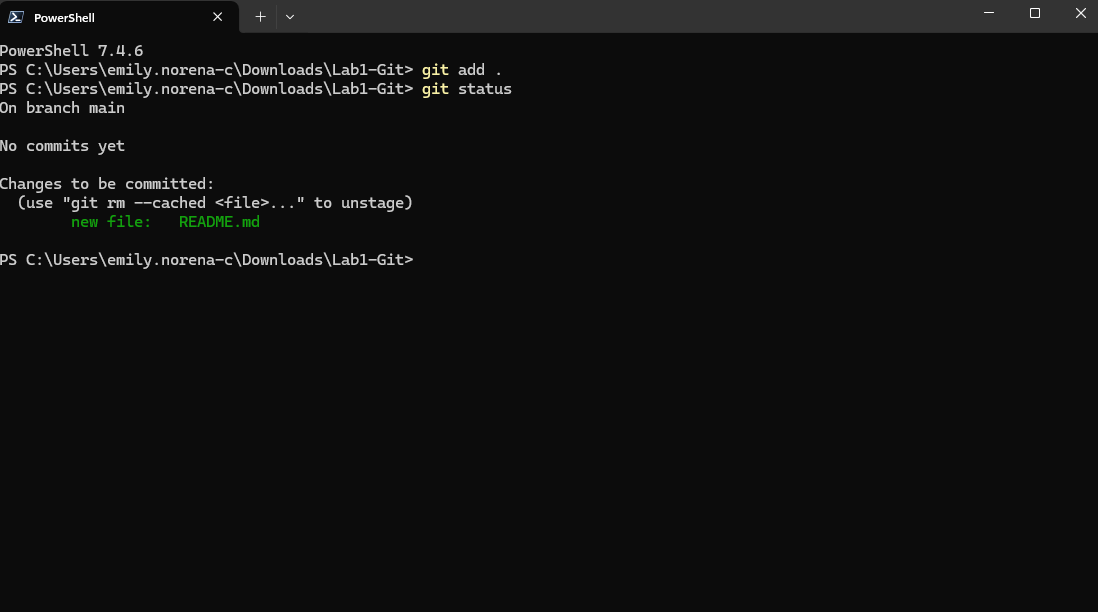 PowerShell
PowerShell 7.4.6
PS C:\Users\emily.norena-c\Downloads\Lab1-Git> git add .
PS C:\Users\emily.norena-c\Downloads\Lab1-Git> git status
On branch main
No commits yet
Changes to be committed:
  (use "git rm --cached <file>..." to unstage)
        new file:   README.md
PS C:\Users\emily.norena-c\Downloads\Lab1-Git>